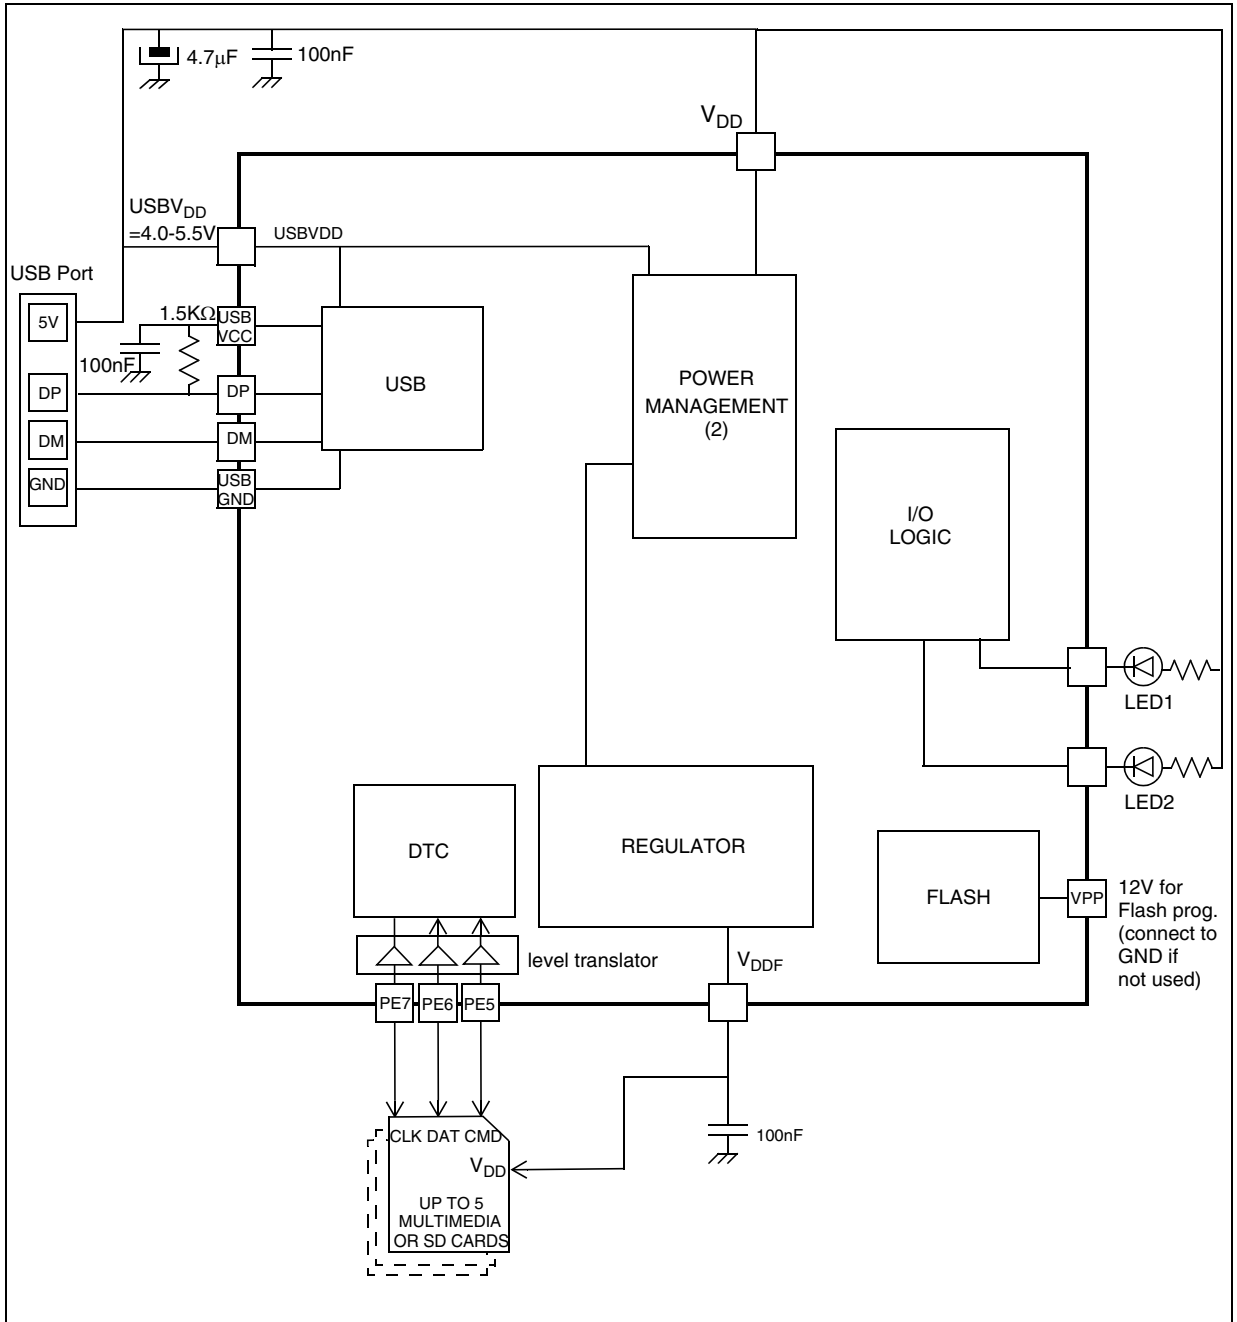 4.7μF
100nF
VDD
USBVDD
=4.0-5.5V
USBVDD
USB Port
5V
1.5KΩ
USB
VCC
100nF
DP
DP
DM
DM
GND
USB
GND
USB
POWER
MANAGEMENT
(2)
I/O
LOGIC
LED1
LED2
DTC
REGULATOR
FLASH
VPP
12V for
Flash prog.
(connect to
GND if
not used)
level translator
VDDF
PE7
PE6
PE5
CLK DAT CMD
VDD
100nF
UP TO 5
MULTIMEDIA
OR SD CARDS